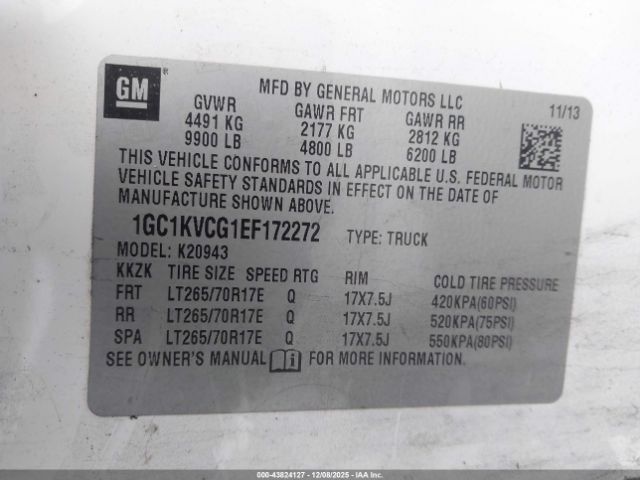 GM ®
MFD BY GENERAL MOTORS LLC
11/13
GVWR GAWR FRT GAWR RR
4491 KG 2177 KG 2812 KG
9900 LB 4800 LB 6200 LB
THIS VEHICLE CONFORMS TO ALL APPLICABLE U.S. FEDERAL MOTOR
VEHICLE SAFETY STANDARDS IN EFFECT ON THE DATE OF
MANUFACTURE SHOWN ABOVE.
1GC1KVCG1EF172272 TYPE: TRUCK
MODEL: K20943
KKZK TIRE SIZE SPEED RTG RIM COLD TIRE PRESSURE
FRT LT265/70R17E Q 17X7.5J 420KPA(60PSI)
RR LT265/70R17E Q 17X7.5J 520KPA(75PSI)
SPA LT265/70R17E Q 17X7.5J 550KPA(80PSI)
SEE OWNER'S MANUAL i FOR MORE INFORMATION.
000-43824127 - 12/08/2025 - IAAI.CA